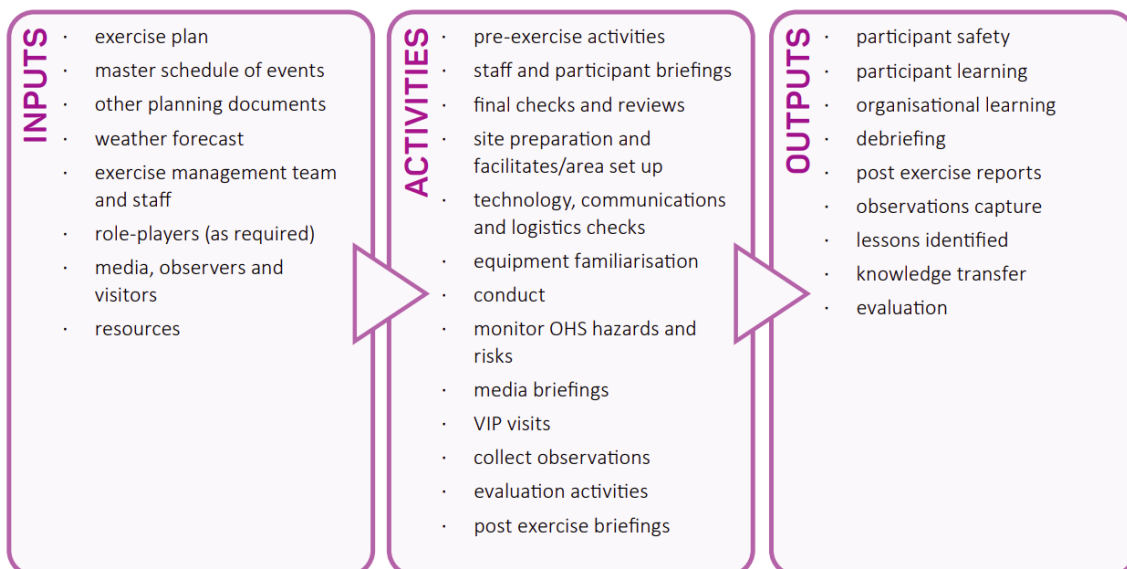 INPUTS
· exercise plan
· master schedule of events
· other planning documents
· weather forecast
· exercise management team
and staff
· role-players (as required)
· media, observers and
visitors
· resources
ACTIVITIES
· pre-exercise activities
· staff and participant briefings
· final checks and reviews
· site preparation and
facilitates/area set up
· technology, communications
and logistics checks
· equipment familiarisation
· conduct
· monitor OHS hazards and
risks
· media briefings
· VIP visits
· collect observations
· evaluation activities
· post exercise briefings
OUTPUTS
· participant safety
· participant learning
· organisational learning
· debriefing
· post exercise reports
· observations capture
· lessons identified
· knowledge transfer
· evaluation